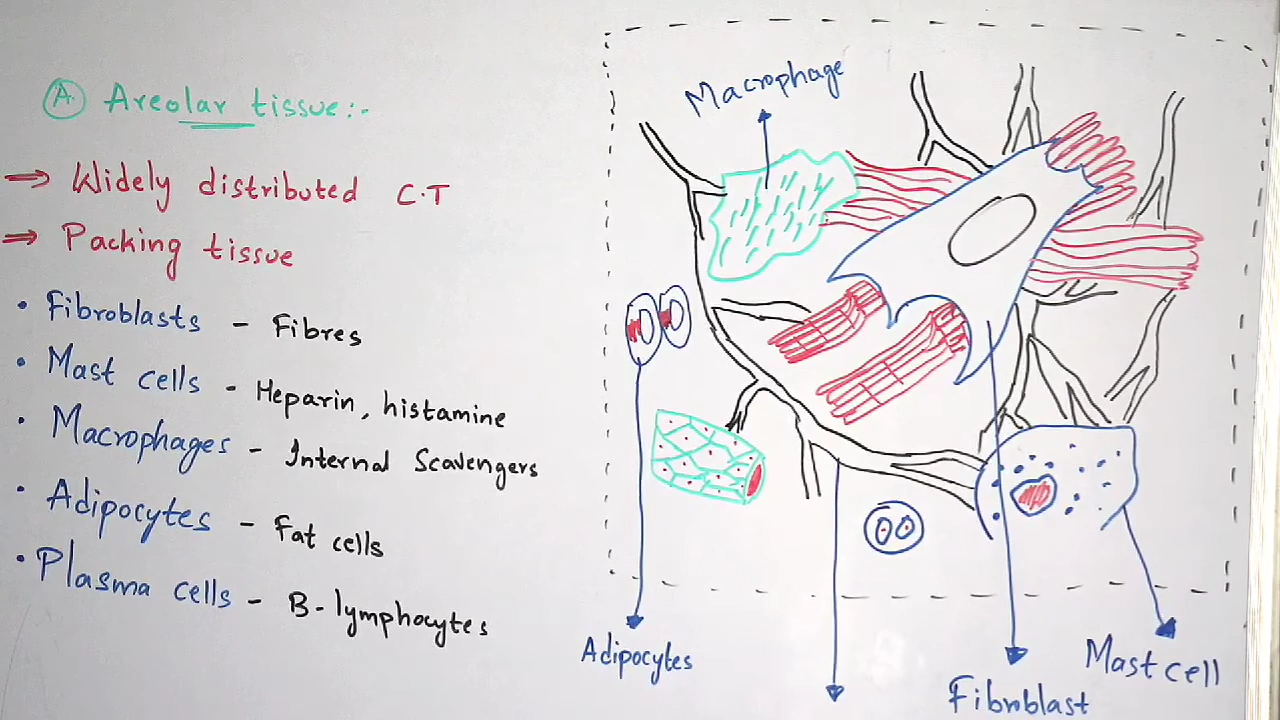 A. Areolar tissue:-
⇒ Widely distributed C.T
⇒ Packing tissue
• Fibroblasts - Fibres
• Mast cells - Heparin, histamine
• Macrophages - Internal Scavengers
• Adipocytes - Fat cells
• Plasma cells - B-lymphocytes
Macrophage
Adipocytes
Fibroblast
Mast cell